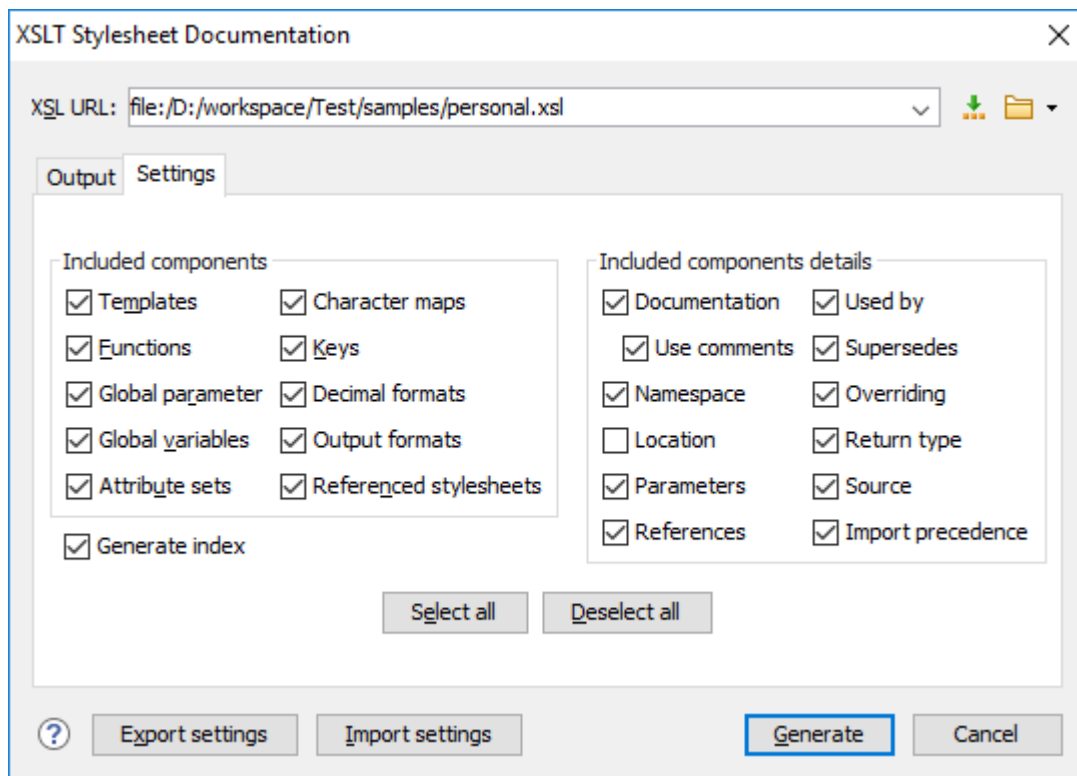 XSLT Stylesheet Documentation
XSL URL: file:/D:/workspace/Test/samples/personal.xsl
Output Settings
Included components
Templates Character maps
Functions Keys
Global parameter Decimal formats
Global variables Output formats
Attribute sets Referenced stylesheets
Generate index
Included components details
Documentation Used by
Use comments Supersedes
Namespace Overriding
Location Return type
Parameters Source
References Import precedence
Select all Deselect all
? Export settings Import settings Generate Cancel